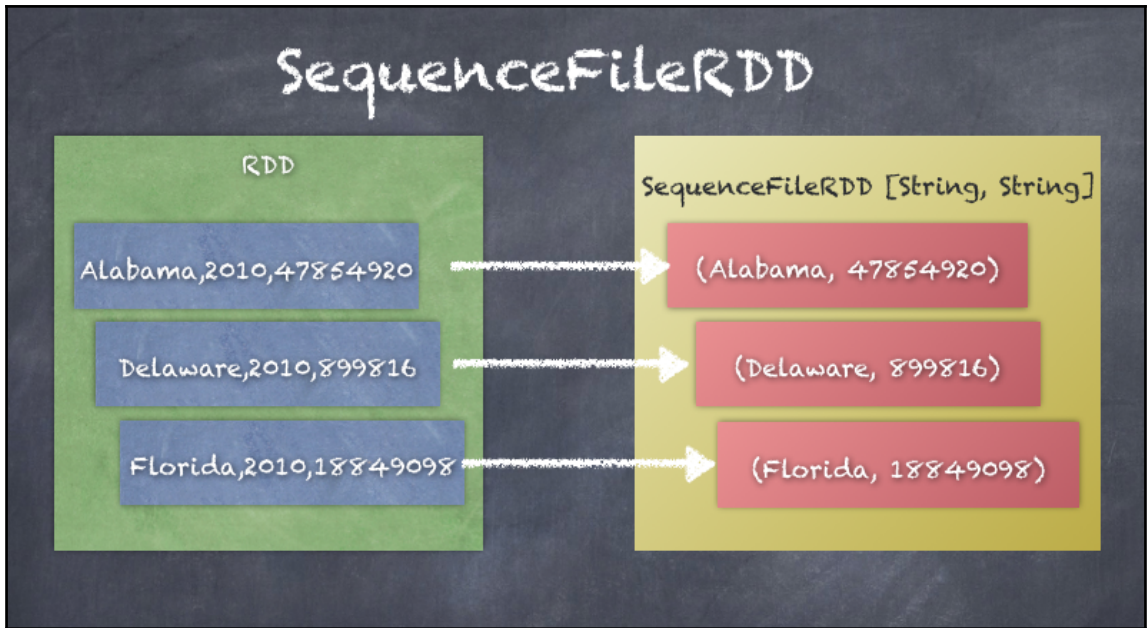 SequenceFileRDD
RDD
Alabama,2010,47854920
Delaware,2010,899816
Florida,2010,18849098
SequenceFileRDD [String, String]
(Alabama, 47854920)
(Delaware, 899816)
(Florida, 18849098)